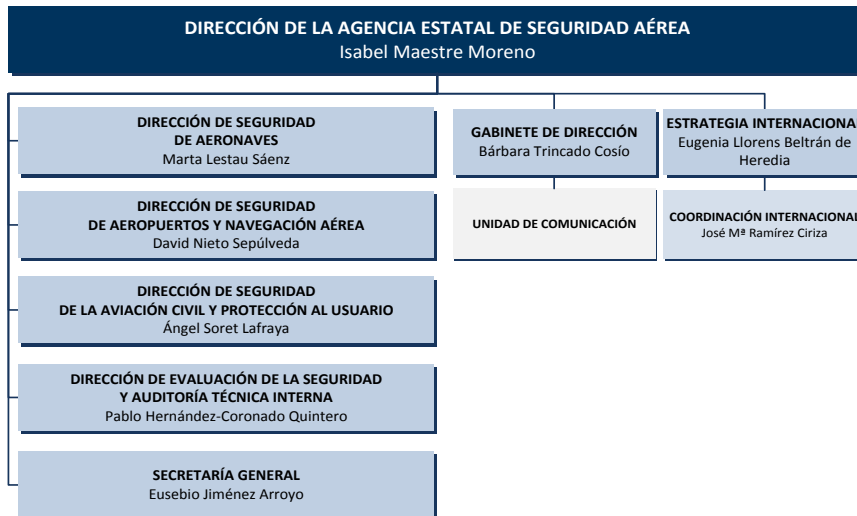 DIRECCIÓN DE LA AGENCIA ESTATAL DE SEGURIDAD AÉREA
Isabel Maestre Moreno
DIRECCIÓN DE SEGURIDAD
DE AERONAVES
Marta Lestau Sáenz
DIRECCIÓN DE SEGURIDAD
DE AEROPUERTOS Y NAVEGACIÓN AÉREA
David Nieto Sepúlveda
DIRECCIÓN DE SEGURIDAD
DE LA AVIACIÓN CIVIL Y PROTECCIÓN AL USUARIO
Ángel Soret Lafraya
DIRECCIÓN DE EVALUACIÓN DE LA SEGURIDAD
Y AUDITORÍA TÉCNICA INTERNA
Pablo Hernández-Coronado Quintero
SECRETARÍA GENERAL
Eusebio Jiménez Arroyo
GABINETE DE DIRECCIÓN
Bárbara Trincado Cosío
UNIDAD DE COMUNICACIÓN
ESTRATEGIA INTERNACIONAL
Eugenia Llorens Beltrán de
Heredia
COORDINACIÓN INTERNACIONAL
José Mª Ramírez Ciriza